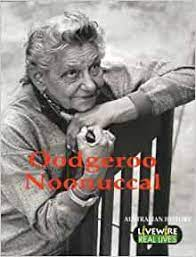 Oodgeroo
Noonuccal
AUSTRALIAN HISTORY
LIVEWIRE
REAL LIVES